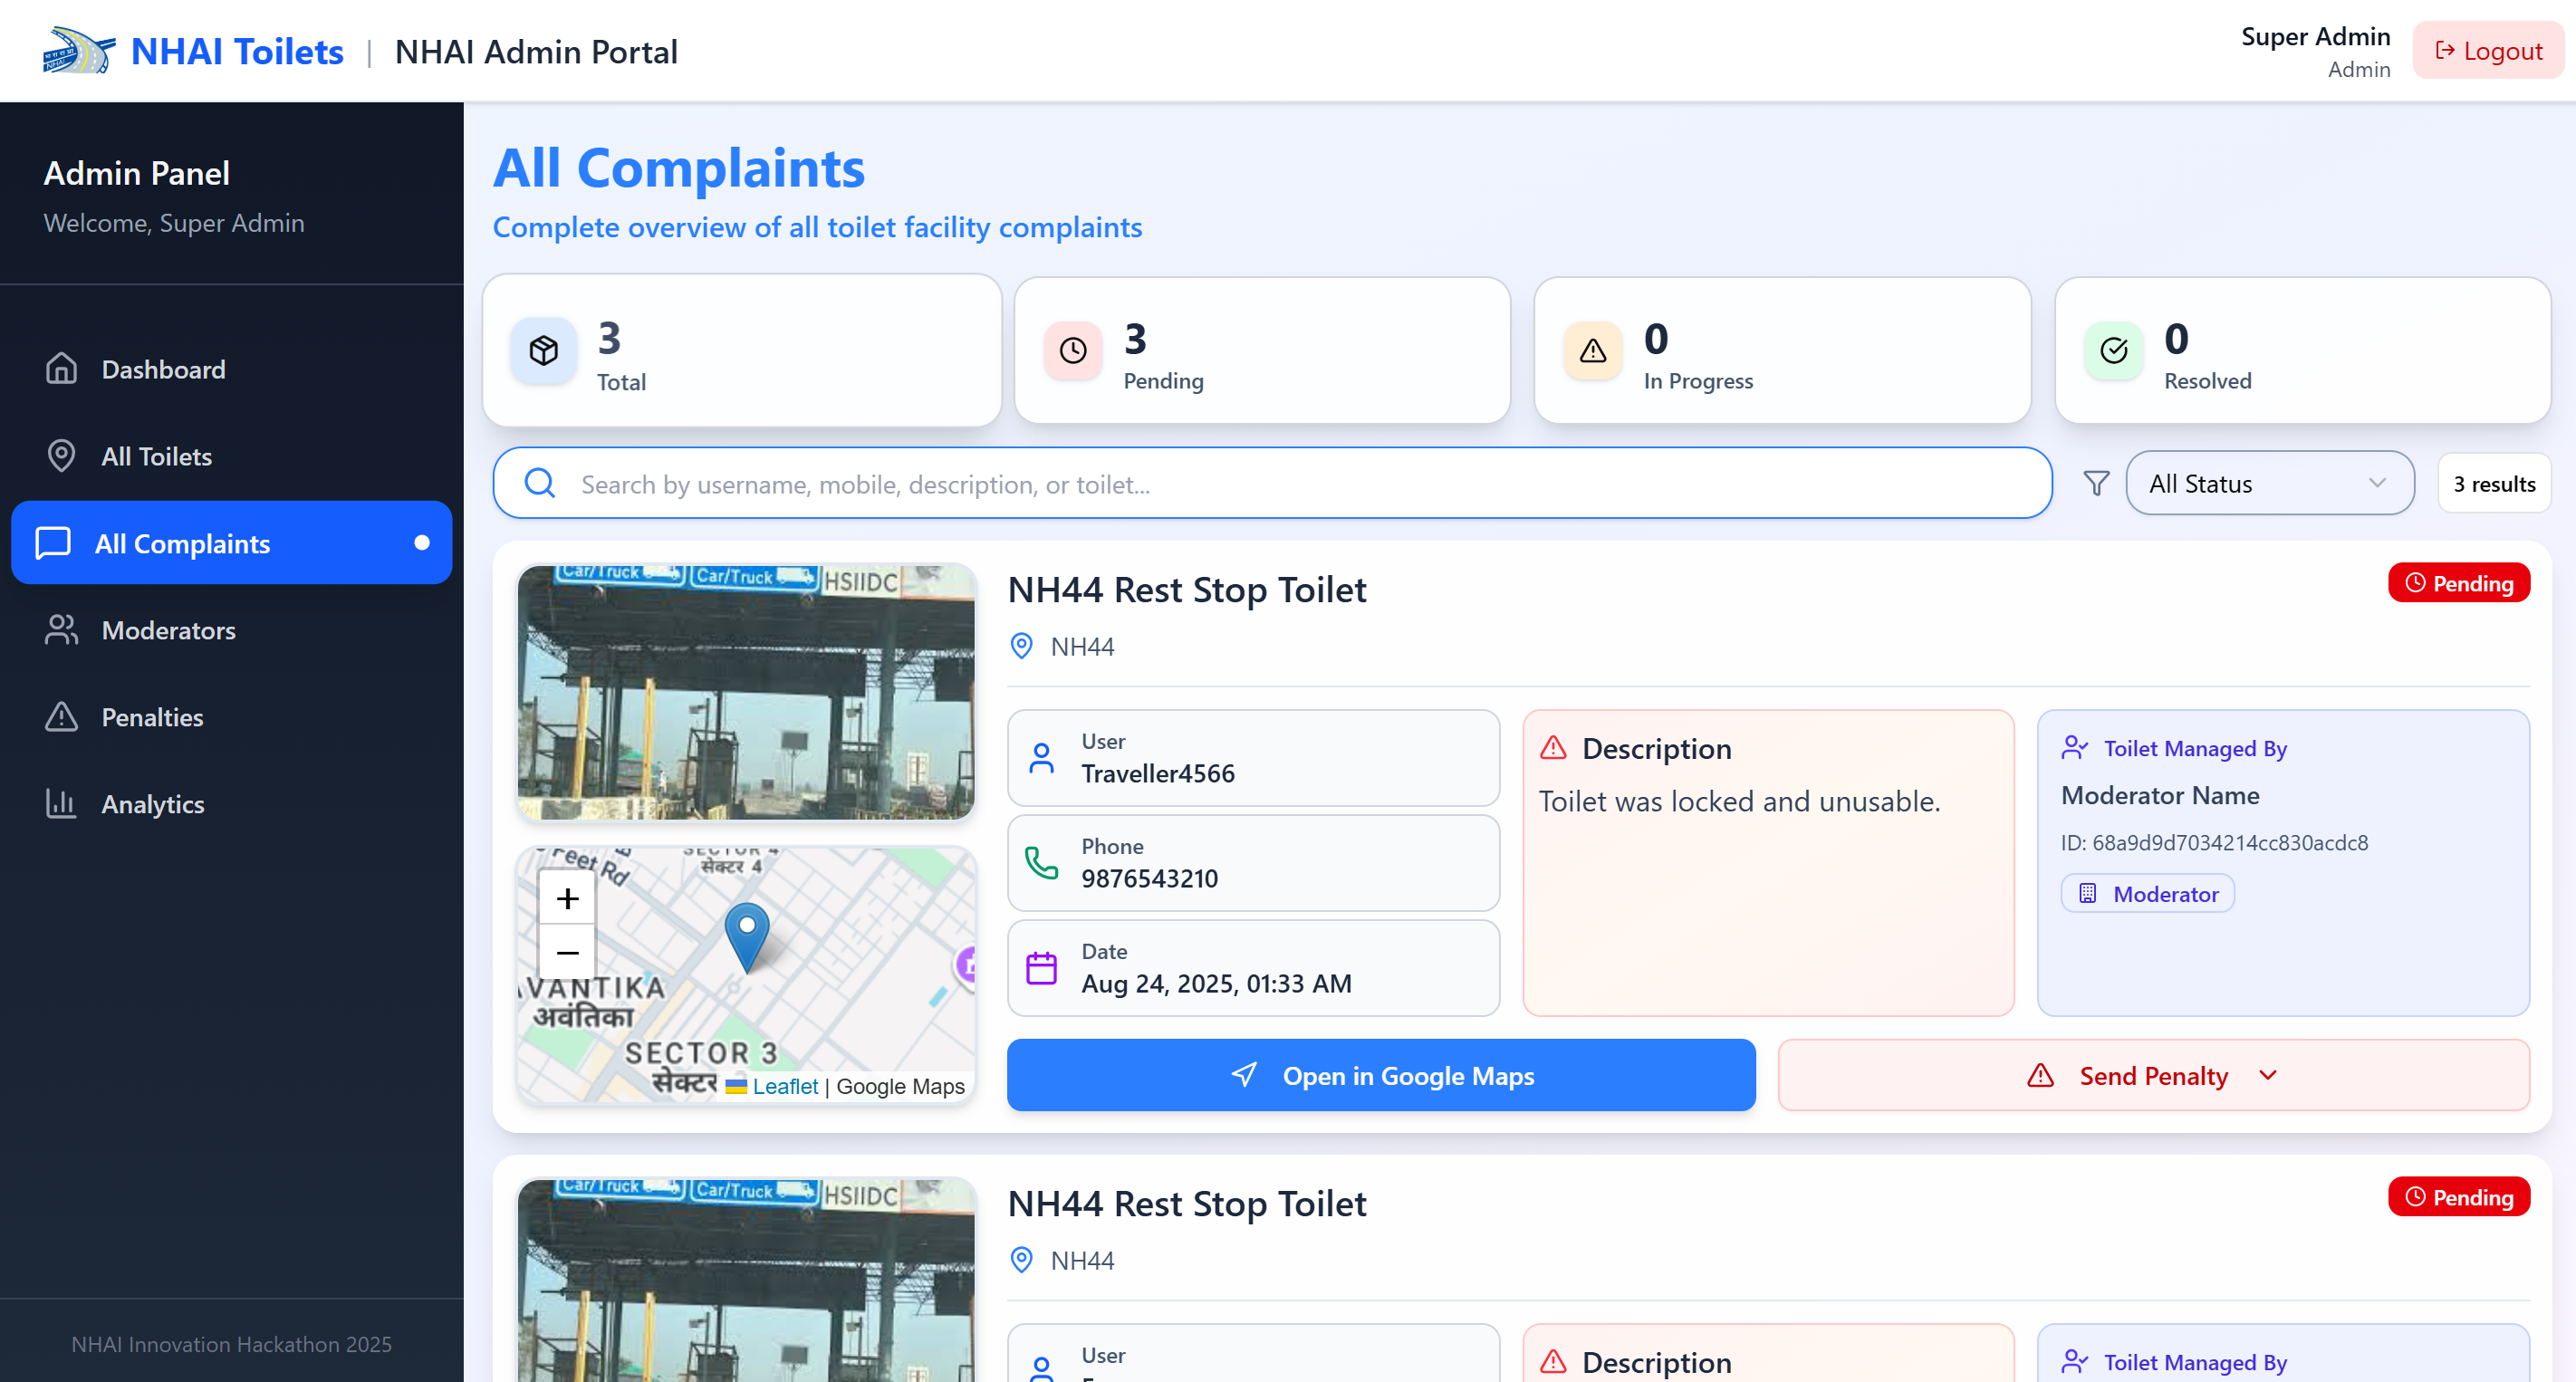 NHAI Toilets | NHAI Admin Portal
Super Admin
Admin
Logout
Admin Panel
Welcome, Super Admin
Dashboard
All Toilets
All Complaints
Moderators
Penalties
Analytics
NHAI Innovation Hackathon 2025
All Complaints
Complete overview of all toilet facility complaints
3
Total
3
Pending
0
In Progress
0
Resolved
Search by username, mobile, description, or toilet...
All Status
3 results
Car/Truck
Car/Truck
HSIIDC
NH44 Rest Stop Toilet
Pending
NH44
User
Traveller4566
Phone
9876543210
Date
Aug 24, 2025, 01:33 AM
Description
Toilet was locked and unusable.
Toilet Managed By
Moderator Name
ID: 68a9d9d7034214cc830acdc8
Moderator
Feet Rd
SECTOR 4
सेक्टर 4
+
−
AVANTIKA
अवंतिका
SECTOR 3
सेक्टर
Leaflet | Google Maps
Open in Google Maps
Send Penalty
Car/Truck
Car/Truck
HSIIDC
NH44 Rest Stop Toilet
Pending
NH44
User
Description
Toilet Managed By